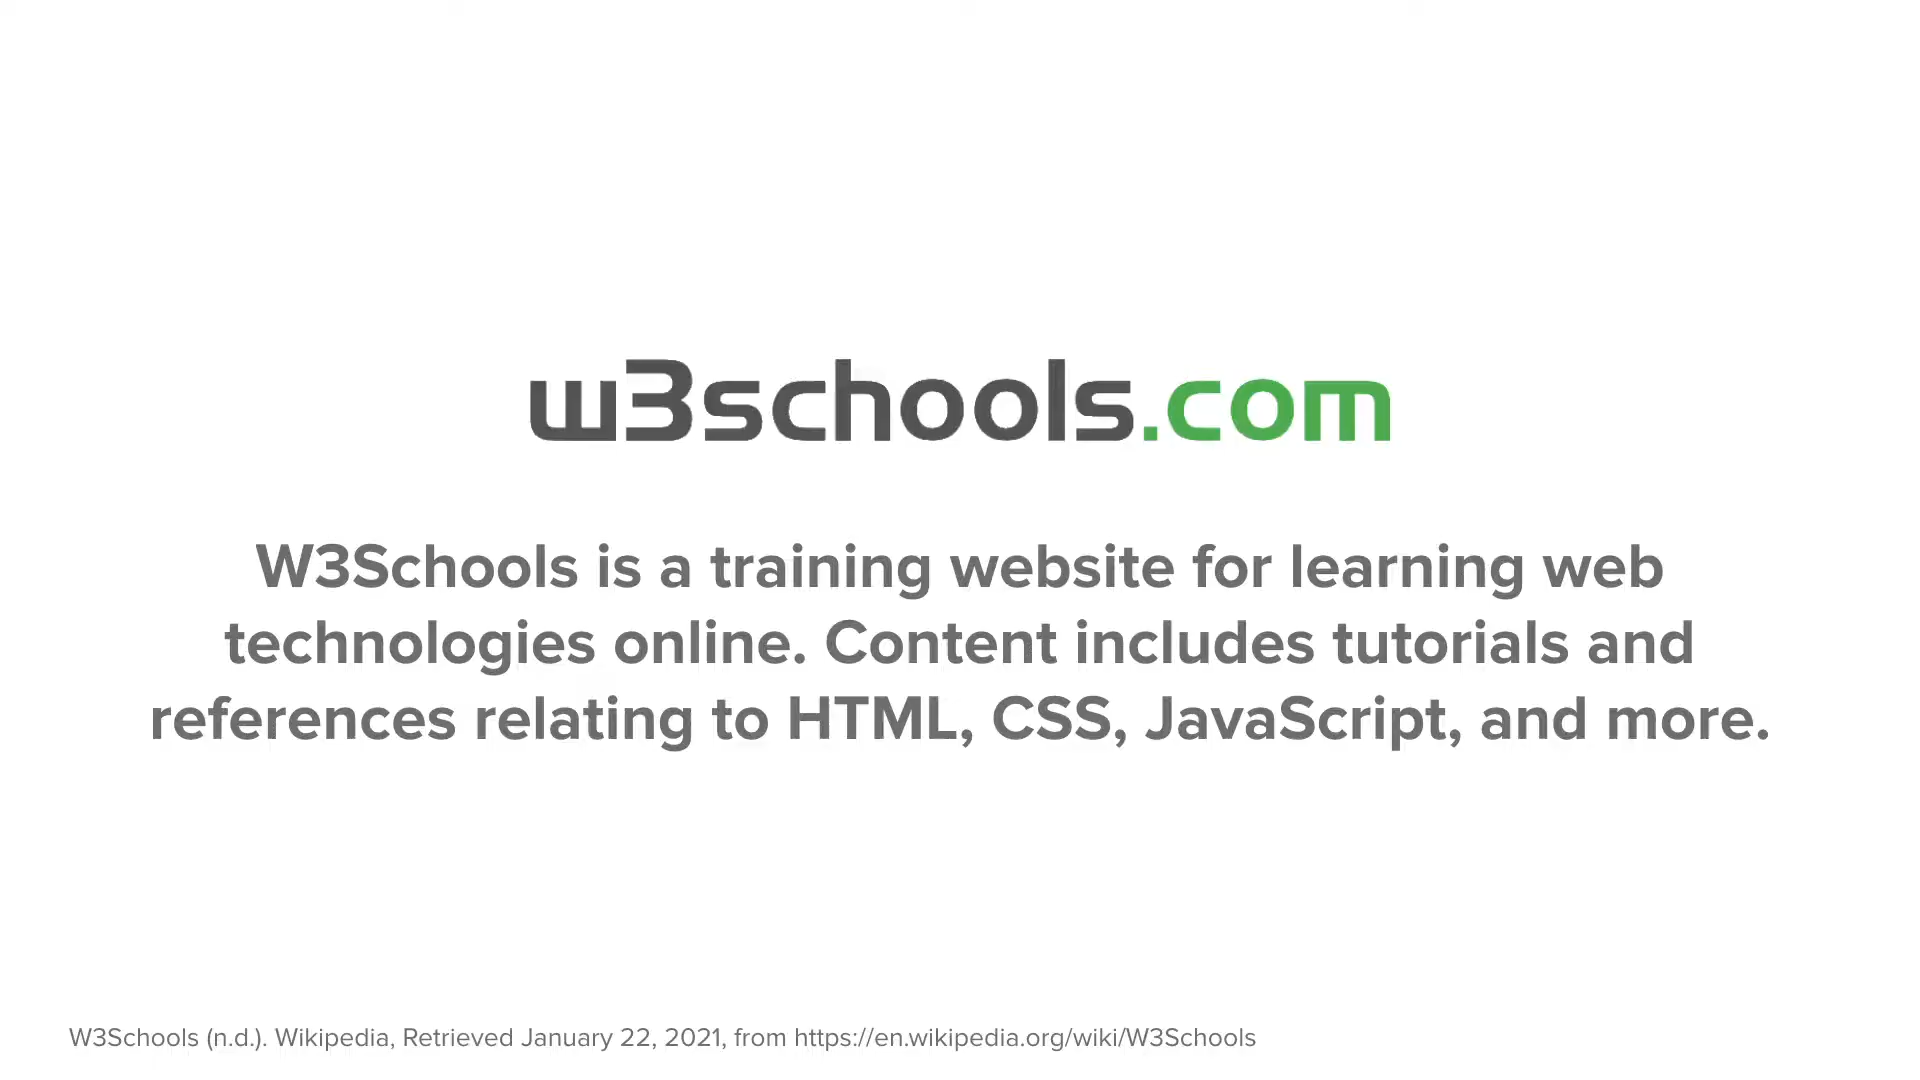 w3schools.com
W3Schools is a training website for learning web
technologies online. Content includes tutorials and
references relating to HTML, CSS, JavaScript, and more.
W3Schools (n.d.). Wikipedia, Retrieved January 22, 2021, from https://en.wikipedia.org/wiki/W3Schools